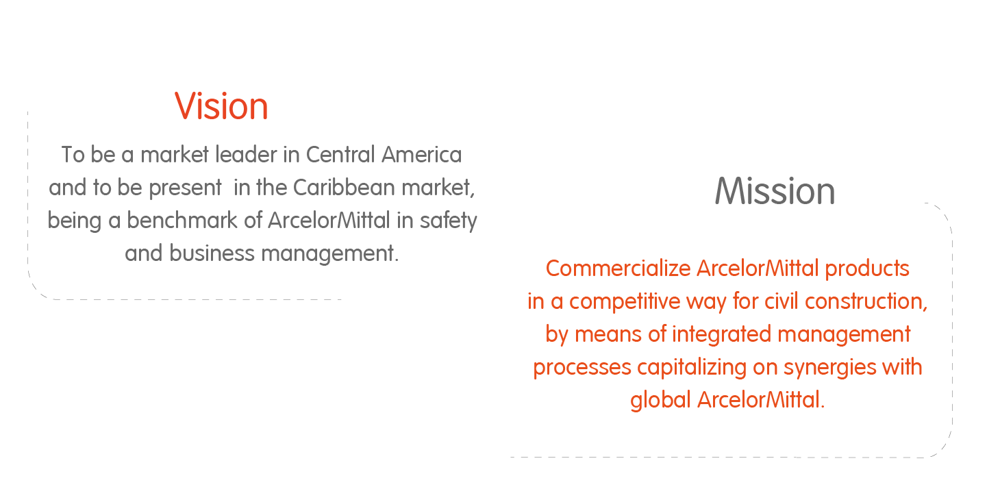 Vision
To be a market leader in Central America
and to be present  in the Caribbean market,
being a benchmark of ArcelorMittal in safety
and business management.
Mission
Commercialize ArcelorMittal products
in a competitive way for civil construction,
by means of integrated management
processes capitalizing on synergies with
global ArcelorMittal.